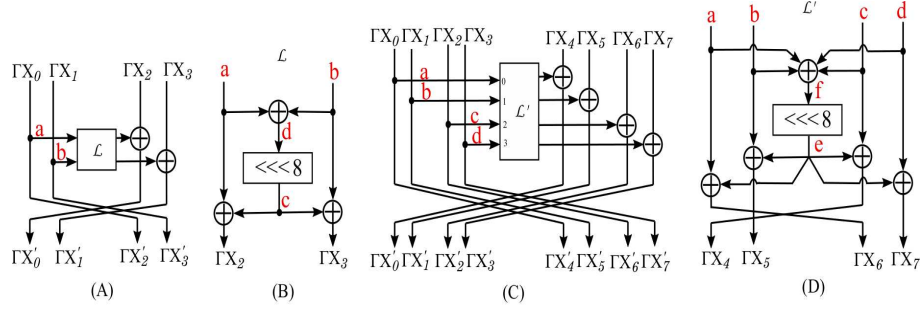 ΓX₀ ΓX₁ ΓX₂ ΓX₃
a
b
ℒ
ΓX′₀ ΓX′₁ ΓX′₂ ΓX′₃
(A)
ℒ
a b
d
<<<8
c
ΓX₂ ΓX₃
(B)
ΓX₀ ΓX₁ ΓX₂ ΓX₃ ΓX₄ ΓX₅ ΓX₆ ΓX₇
a 0
b 1
ℒ′
c 2
d 3
ΓX′₀ ΓX′₁ ΓX′₂ ΓX′₃ ΓX′₄ ΓX′₅ ΓX′₆ ΓX′₇
(C)
a b ℒ′ c d
f
<<<8
e
ΓX₄ ΓX₅ ΓX₆ ΓX₇
(D)